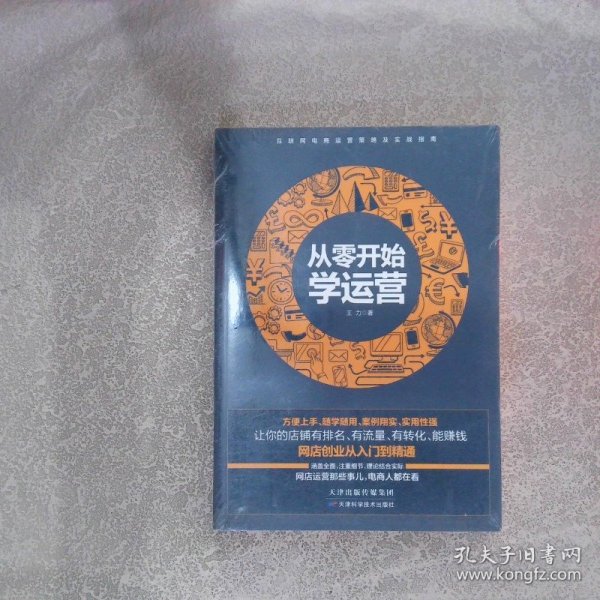 互联网电商运营策略及实战指南
从零开始
学运营
王力◎著
方便上手、随学随用、案例翔实、实用性强
让你的店铺有排名、有流量、有转化、能赚钱
网店创业从入门到精通
涵盖全面，注重细节，理论结合实际
网店运营那些事儿，电商人都在看
天津出版传媒集团
天津科学技术出版社
孔夫子旧书网
www.kongfz.com